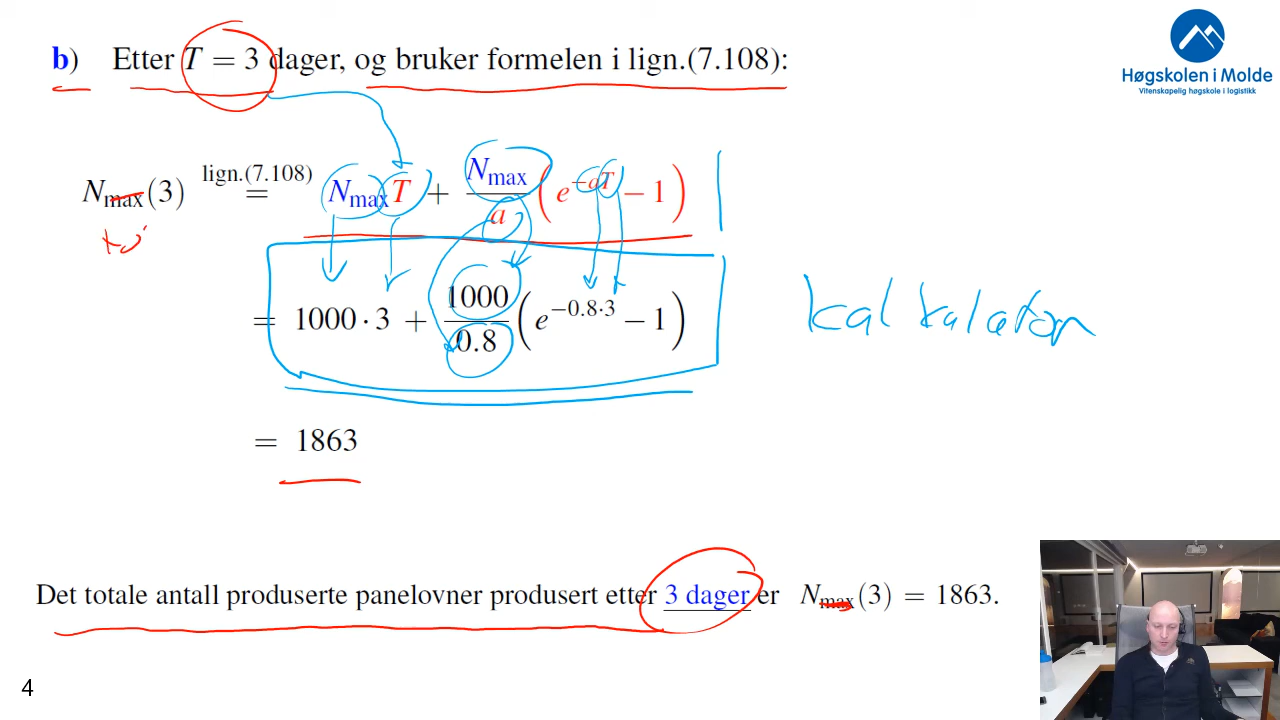 b) Etter T = 3 dager, og bruker formelen i lign.(7.108):
Høgskolen i Molde
Vitenskapelig høgskole i logistikk
N_max(3) lign.(7.108) = N_max T + N_max / a ( e^{-aT} − 1 )
tot
= 1000 · 3 + 1000 / 0.8 ( e^{−0.8·3} − 1 )
kalkulator
= 1863
Det totale antall produserte panelovner produsert etter 3 dager er N_max(3) = 1863.
4